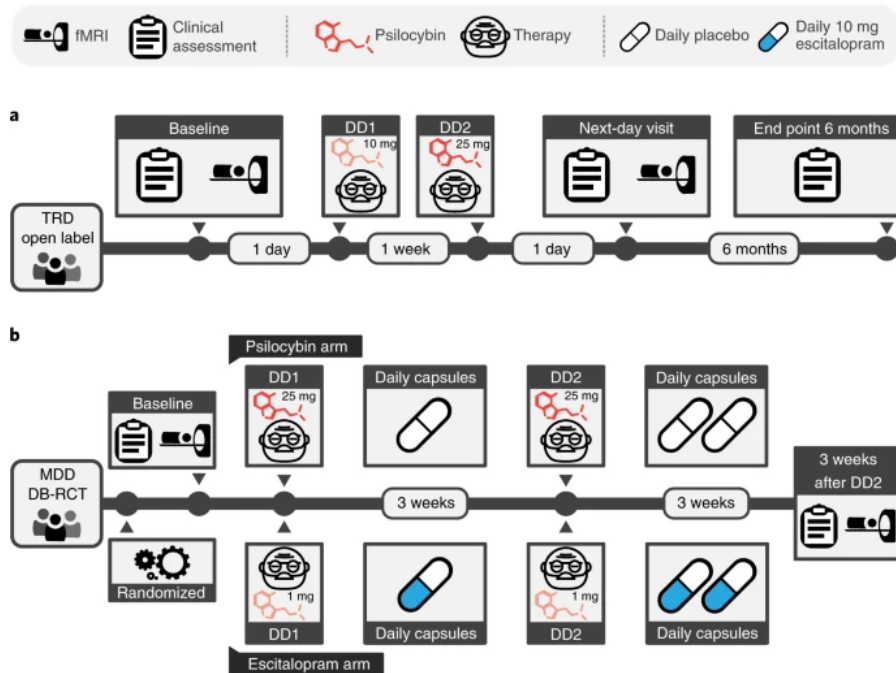 fMRI
Clinical
assessment
Psilocybin
Therapy
Daily placebo
Daily 10 mg
escitalopram
a
Baseline
DD1
10 mg
DD2
25 mg
Next-day visit
End point 6 months
TRD
open label
1 day
1 week
1 day
6 months
b
Psilocybin arm
Baseline
DD1
25 mg
Daily capsules
DD2
25 mg
Daily capsules
MDD
DB-RCT
3 weeks
3 weeks
3 weeks
after DD2
Randomized
1 mg
DD1
Daily capsules
1 mg
DD2
Daily capsules
Escitalopram arm